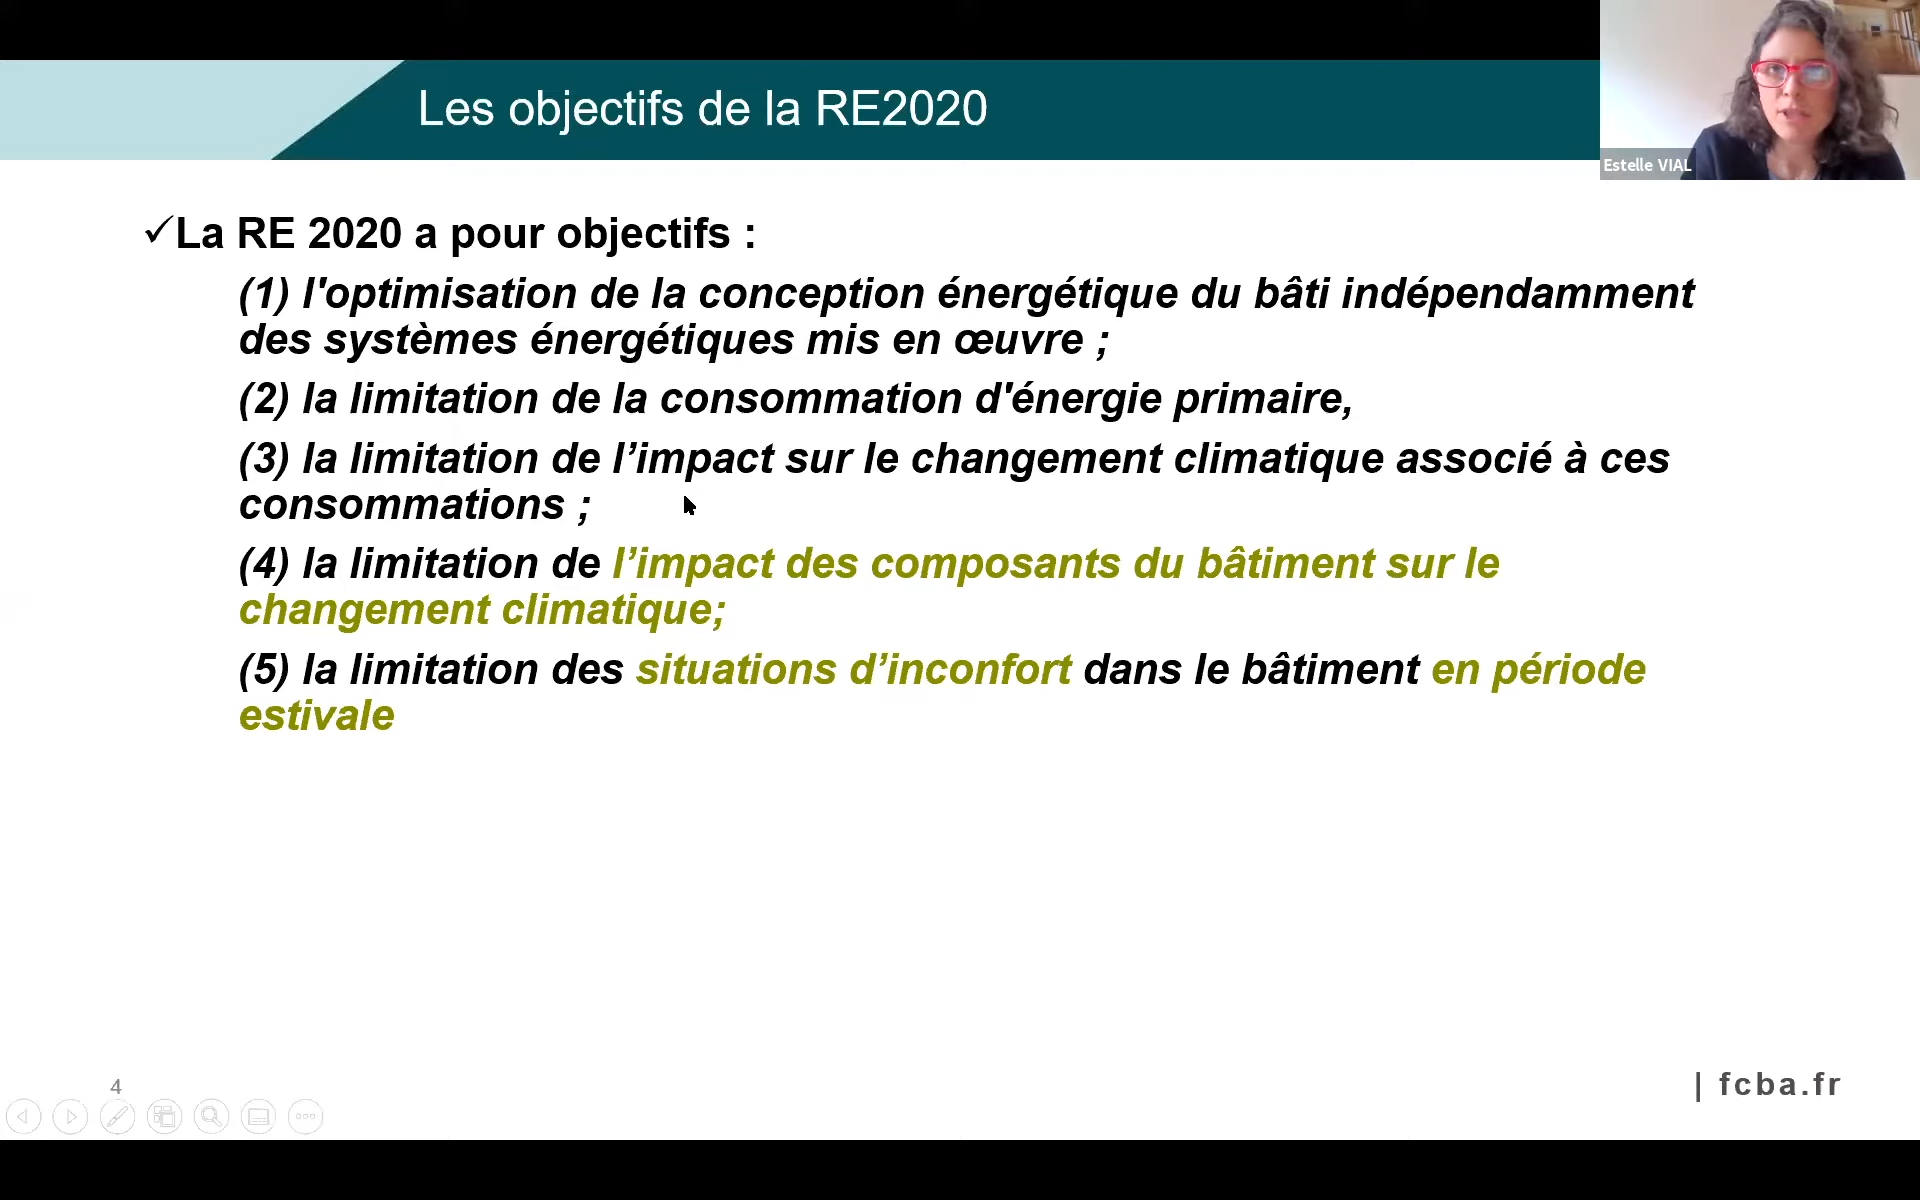 Les objectifs de la RE2020
Estelle VIAL
✓La RE 2020 a pour objectifs :
(1) l'optimisation de la conception énergétique du bâti indépendamment
des systèmes énergétiques mis en œuvre ;
(2) la limitation de la consommation d'énergie primaire,
(3) la limitation de l’impact sur le changement climatique associé à ces
consommations ;
(4) la limitation de l’impact des composants du bâtiment sur le
changement climatique;
(5) la limitation des situations d’inconfort dans le bâtiment en période
estivale
4
| fcba.fr